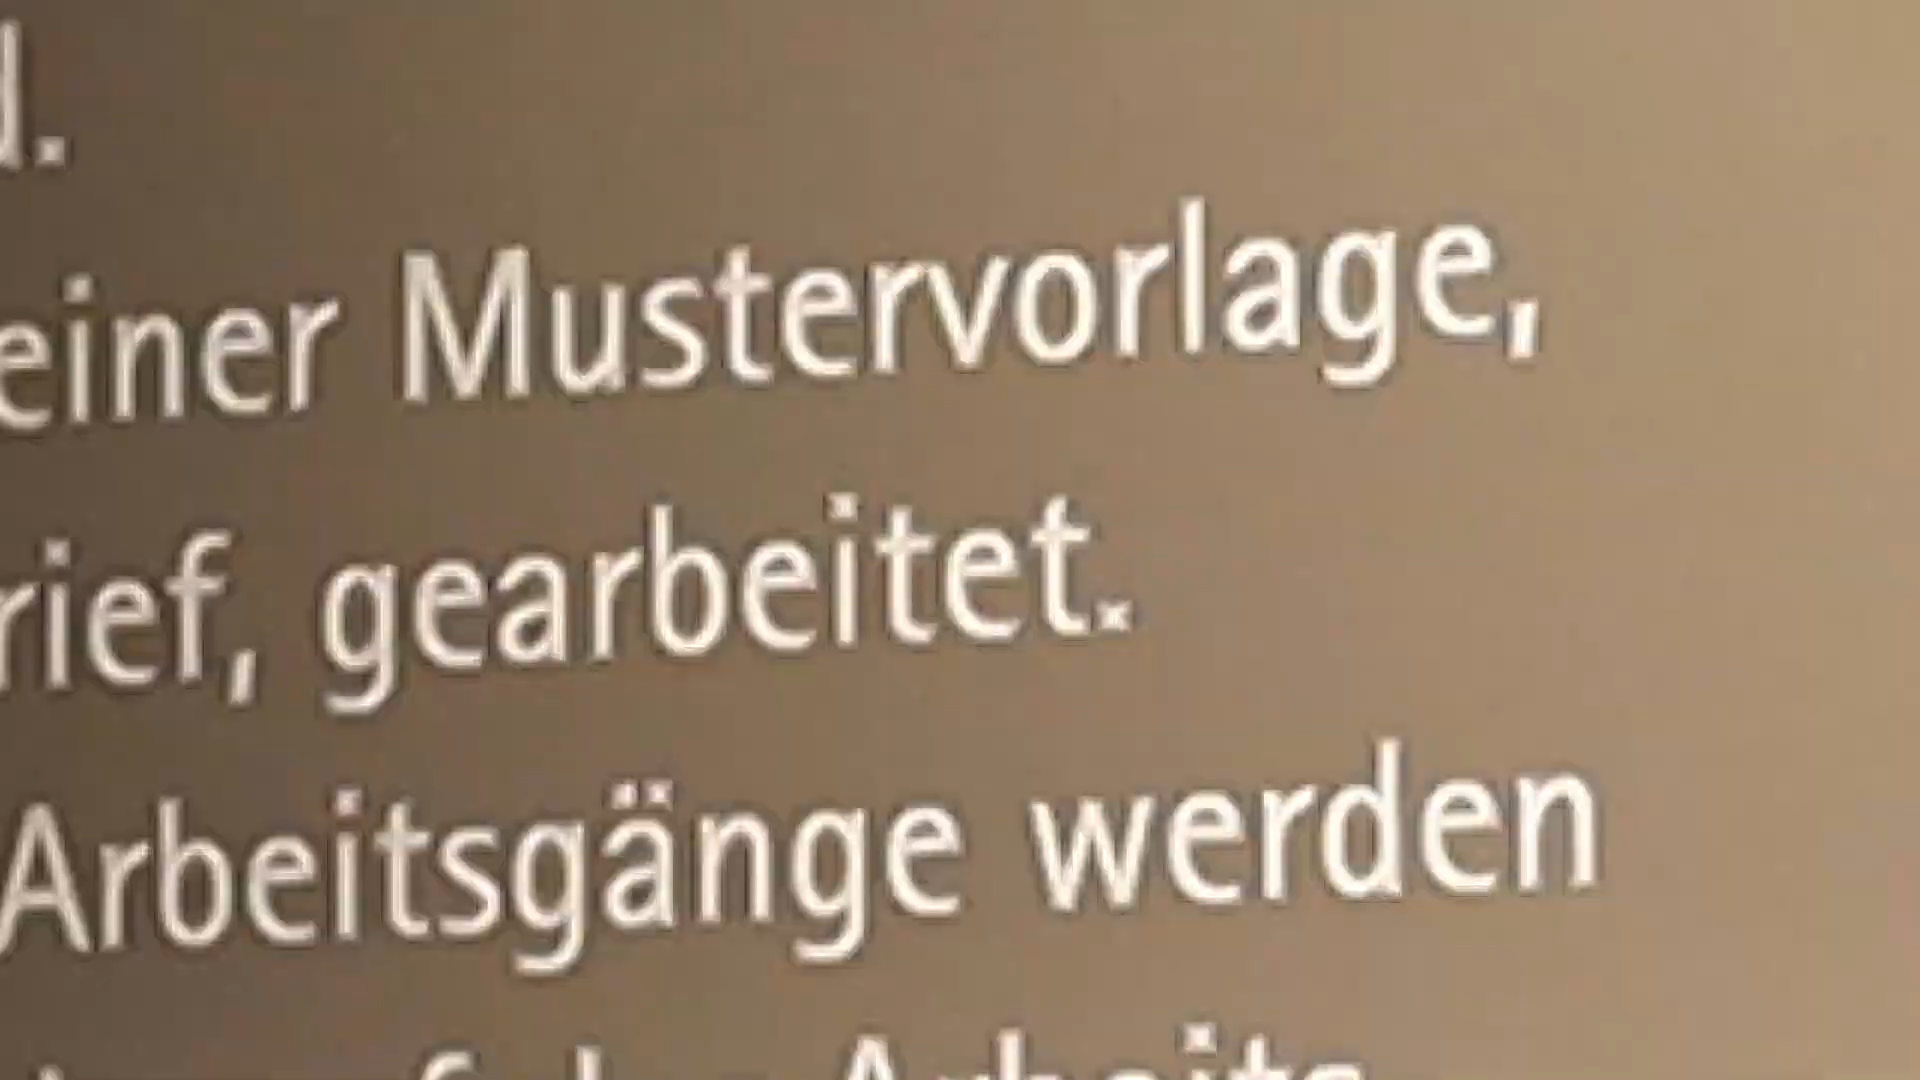 einer Mustervorlage,
rief, gearbeitet.
Arbeitsgänge werden